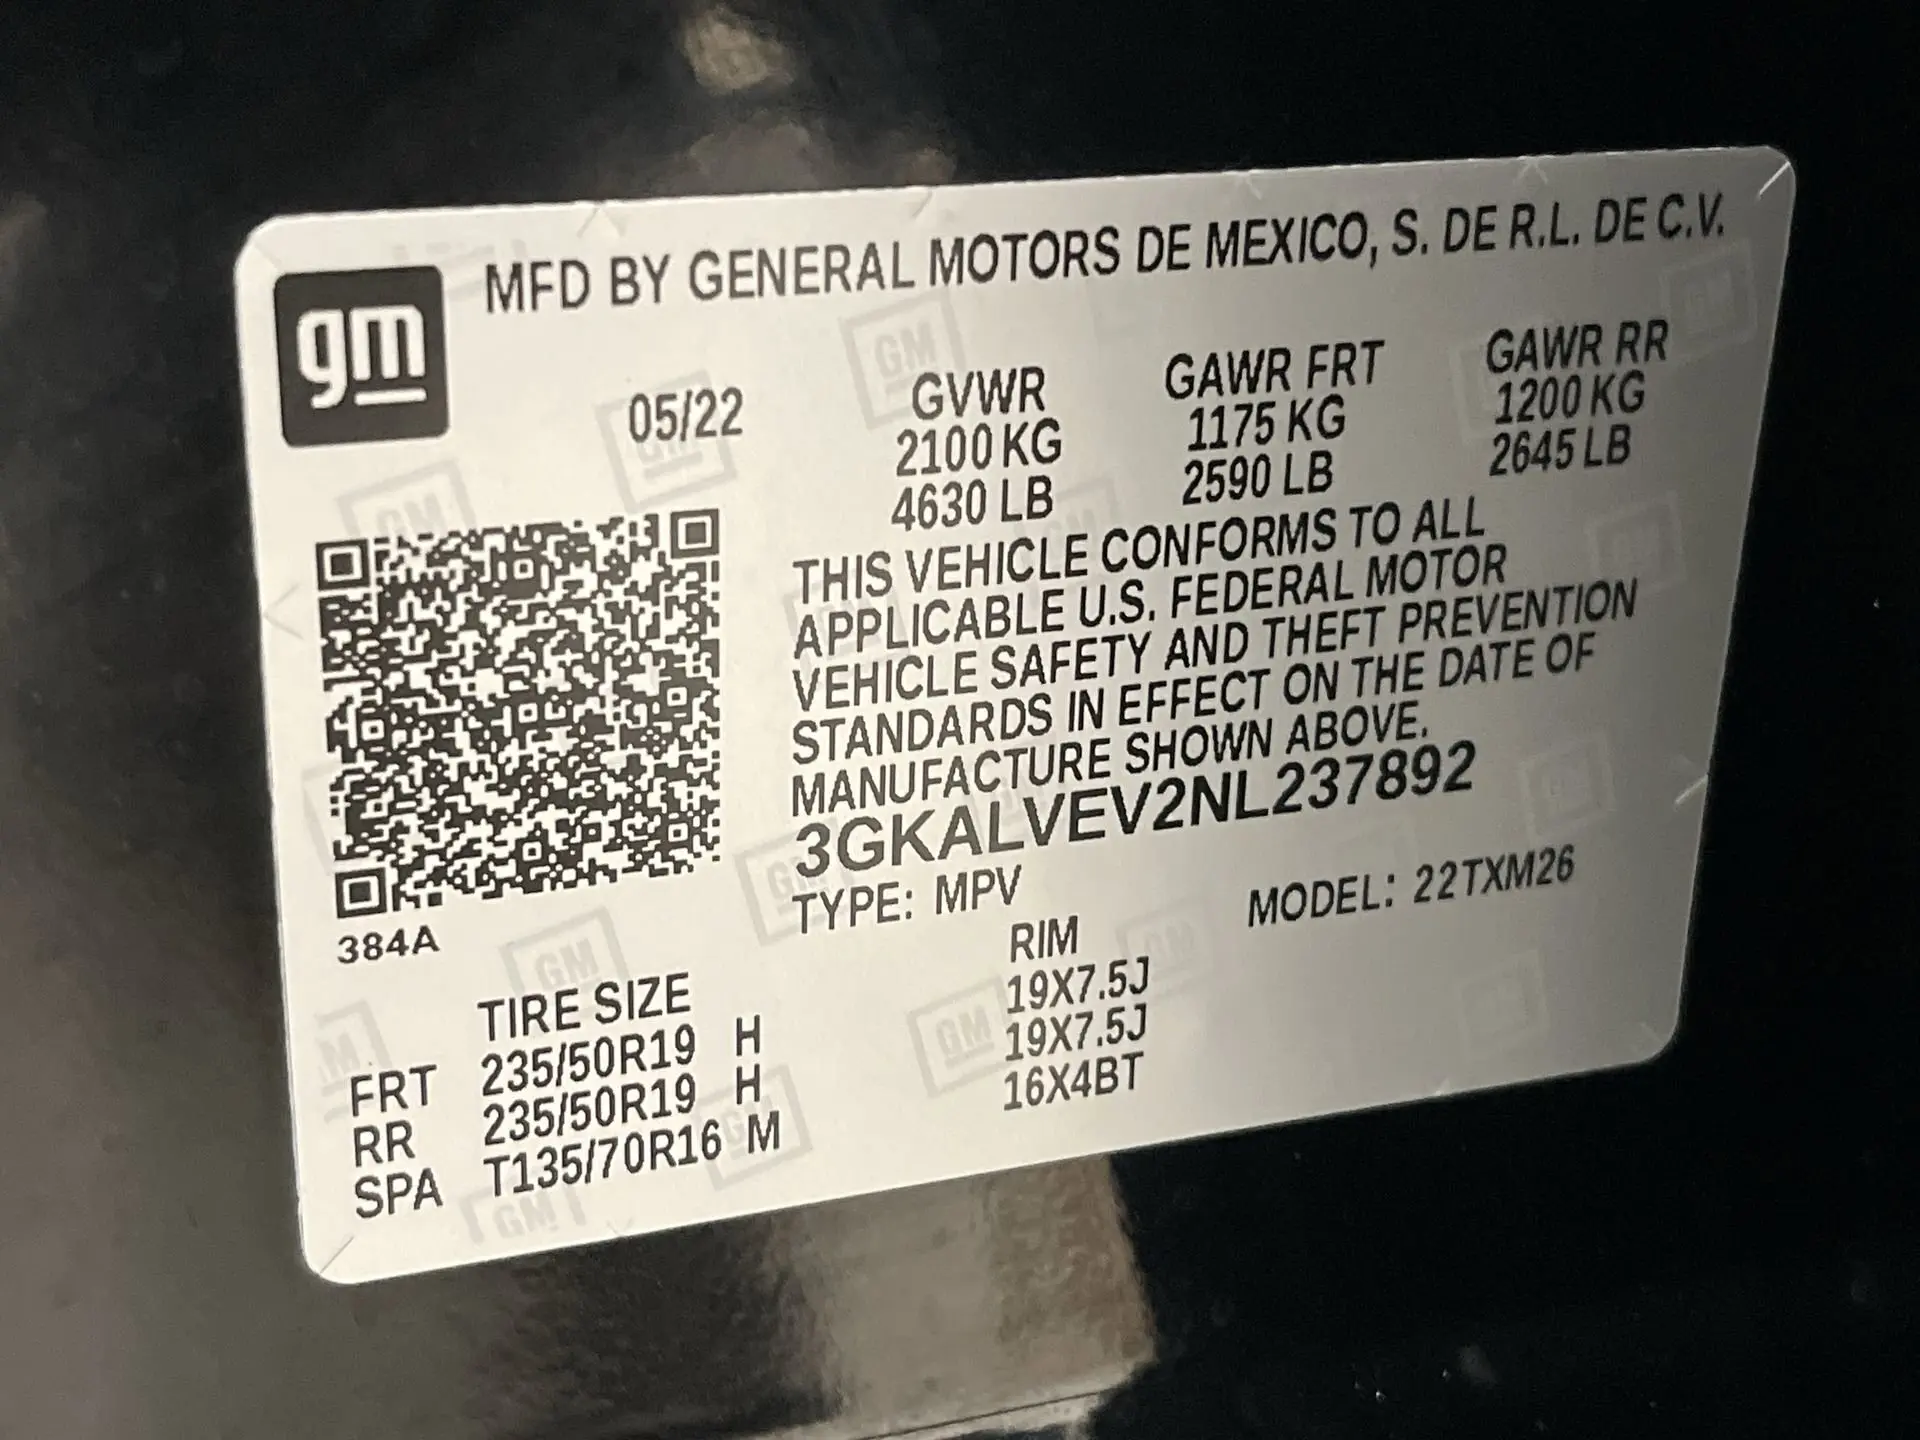 gm
MFD BY GENERAL MOTORS DE MEXICO, S. DE R.L. DE C.V.
05/22
GVWR GAWR FRT GAWR RR
2100 KG 1175 KG 1200 KG
4630 LB 2590 LB 2645 LB
THIS VEHICLE CONFORMS TO ALL
APPLICABLE U.S. FEDERAL MOTOR
VEHICLE SAFETY AND THEFT PREVENTION
STANDARDS IN EFFECT ON THE DATE OF
MANUFACTURE SHOWN ABOVE.
3GKALVEV2NL237892
TYPE: MPV MODEL: 22TXM26
384A
TIRE SIZE RIM
FRT 235/50R19 H 19X7.5J
RR 235/50R19 H 19X7.5J
SPA T135/70R16 M 16X4BT